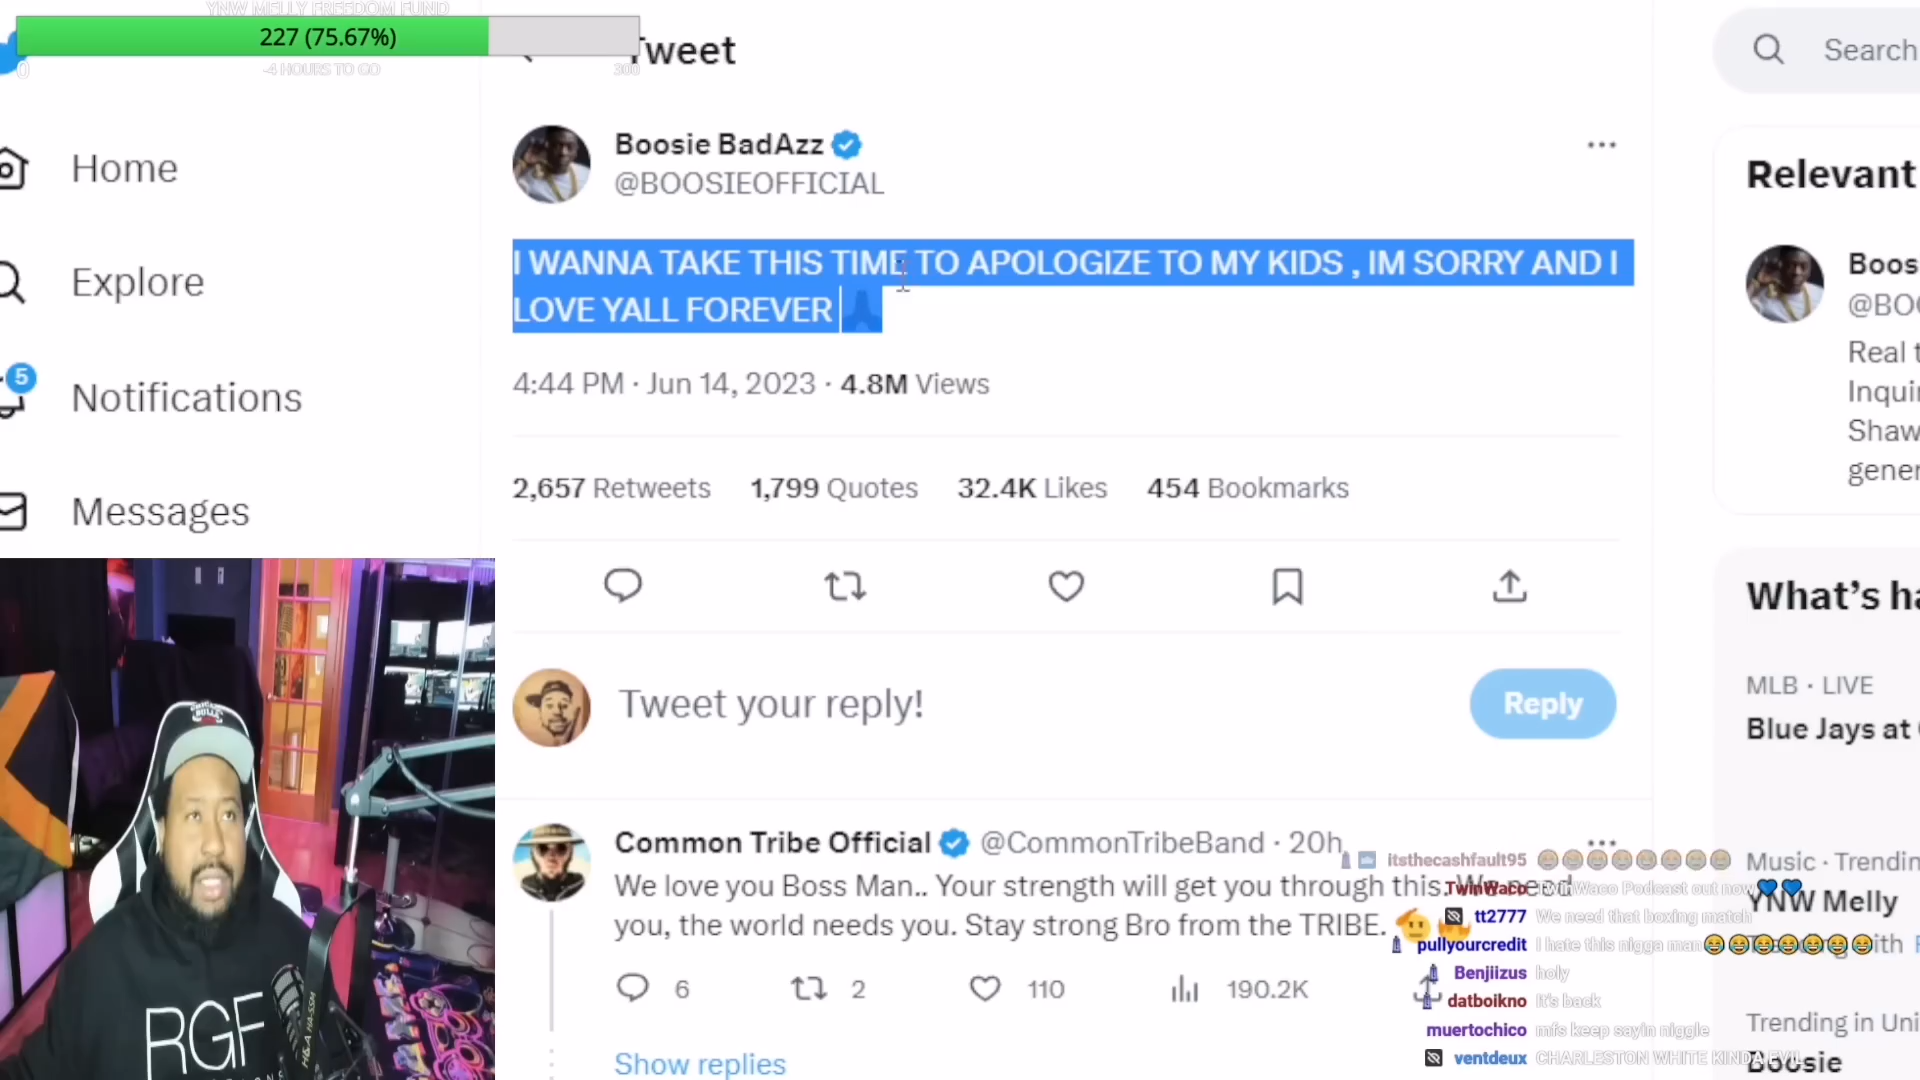 YNW MELLY FREEDOM FUND
227 (75.67%)
0
-4 HOURS TO GO
300
Tweet
Search
Home
Explore
5
Notifications
Messages
Boosie BadAzz
@BOOSIEOFFICIAL
I WANNA TAKE THIS TIME TO APOLOGIZE TO MY KIDS , IM SORRY AND I
LOVE YALL FOREVER
4:44 PM · Jun 14, 2023 · 4.8M Views
2,657 Retweets 1,799 Quotes 32.4K Likes 454 Bookmarks
Tweet your reply!
Reply
Common Tribe Official @CommonTribeBand · 20h
We love you Boss Man.. Your strength will get you through this. We need
you, the world needs you. Stay strong Bro from the TRIBE.
6 2 110 190.2K
Show replies
Relevant
Boos
@BOO
Real t
Inqui
Shaw
gener
What's ha
MLB · LIVE
Blue Jays at
Music · Trendin
YNW Melly
Trending in Uni
Boosie
itsthecashfault95
TwinWaco TwinWaco Podcast out now
tt2777 We need that boxing match
pullyourcredit I hate this nigga man
Benjiizus holy
datboikno It's back
muertochico mfs keep sayin niggle
ventdeux CHARLESTON WHITE KINDA EVIL
CHICAGO
BULLS
RGF